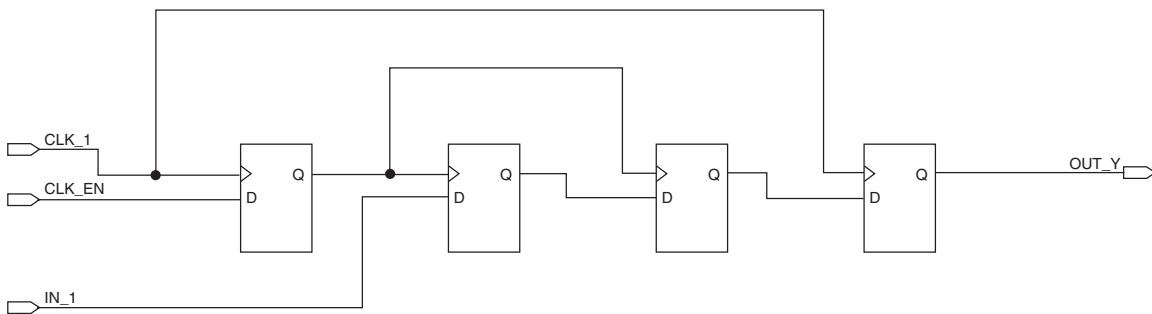 CLK_1
CLK_EN
IN_1
D Q
D Q
D Q
D Q
OUT_Y